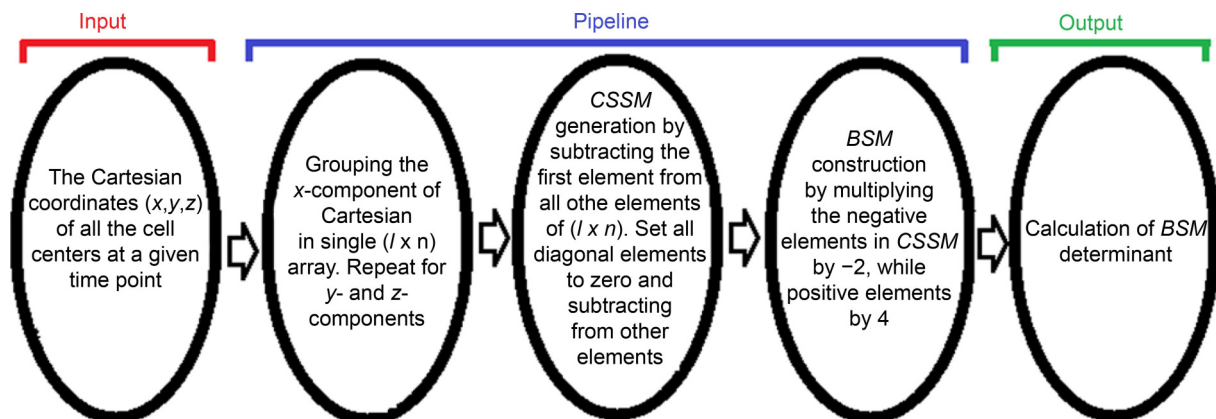 Input
Pipeline
Output
The Cartesian
coordinates (x,y,z)
of all the cell
centers at a given
time point
Grouping the
x-component of
Cartesian
in single (l x n)
array. Repeat for
y- and z-
components
CSSM
generation by
subtracting the
first element from
all othe elements
of (l x n). Set all
diagonal elements
to zero and
subtracting
from other
elements
BSM
construction
by multiplying
the negative
elements in CSSM
by −2, while
positive elements
by 4
Calculation of BSM
determinant